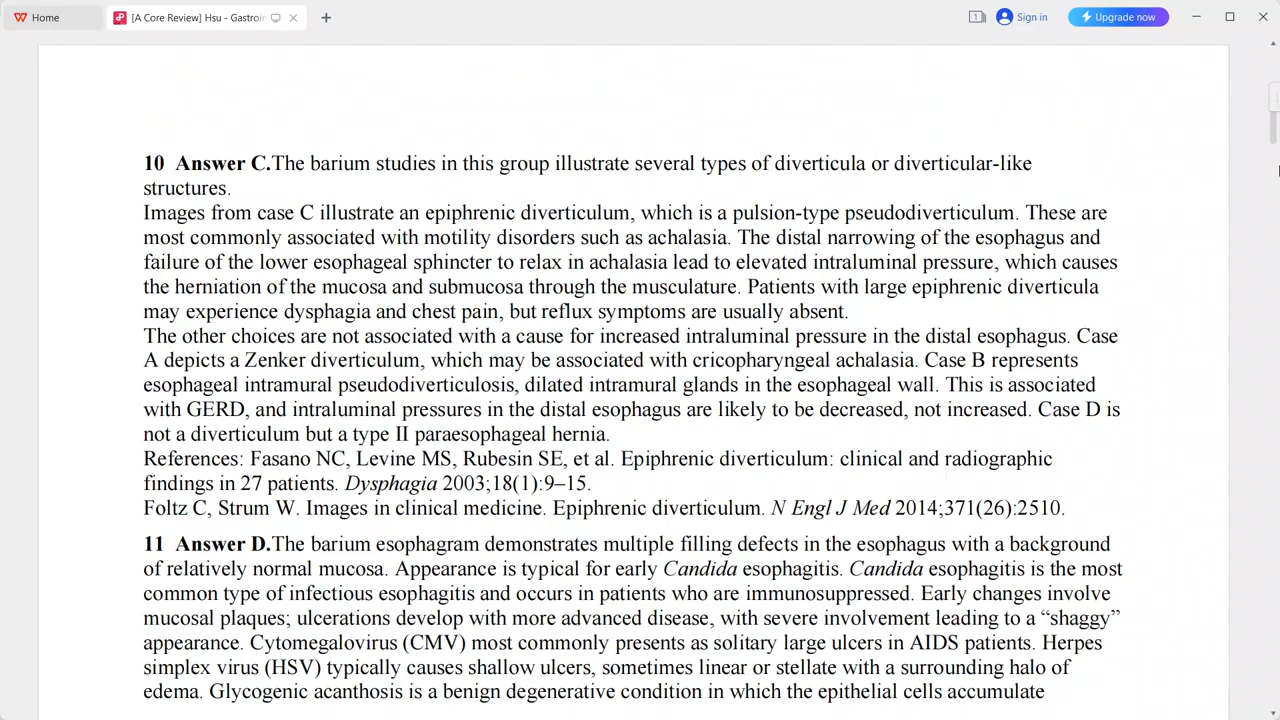 Home
[A Core Review] Hsu - Gastroin
1
Sign in
Upgrade now
10 Answer C.The barium studies in this group illustrate several types of diverticula or diverticular-like
structures.
Images from case C illustrate an epiphrenic diverticulum, which is a pulsion-type pseudodiverticulum. These are
most commonly associated with motility disorders such as achalasia. The distal narrowing of the esophagus and
failure of the lower esophageal sphincter to relax in achalasia lead to elevated intraluminal pressure, which causes
the herniation of the mucosa and submucosa through the musculature. Patients with large epiphrenic diverticula
may experience dysphagia and chest pain, but reflux symptoms are usually absent.
The other choices are not associated with a cause for increased intraluminal pressure in the distal esophagus. Case
A depicts a Zenker diverticulum, which may be associated with cricopharyngeal achalasia. Case B represents
esophageal intramural pseudodiverticulosis, dilated intramural glands in the esophageal wall. This is associated
with GERD, and intraluminal pressures in the distal esophagus are likely to be decreased, not increased. Case D is
not a diverticulum but a type II paraesophageal hernia.
References: Fasano NC, Levine MS, Rubesin SE, et al. Epiphrenic diverticulum: clinical and radiographic
findings in 27 patients. Dysphagia 2003;18(1):9–15.
Foltz C, Strum W. Images in clinical medicine. Epiphrenic diverticulum. N Engl J Med 2014;371(26):2510.
11 Answer D.The barium esophagram demonstrates multiple filling defects in the esophagus with a background
of relatively normal mucosa. Appearance is typical for early Candida esophagitis. Candida esophagitis is the most
common type of infectious esophagitis and occurs in patients who are immunosuppressed. Early changes involve
mucosal plaques; ulcerations develop with more advanced disease, with severe involvement leading to a “shaggy”
appearance. Cytomegalovirus (CMV) most commonly presents as solitary large ulcers in AIDS patients. Herpes
simplex virus (HSV) typically causes shallow ulcers, sometimes linear or stellate with a surrounding halo of
edema. Glycogenic acanthosis is a benign degenerative condition in which the epithelial cells accumulate